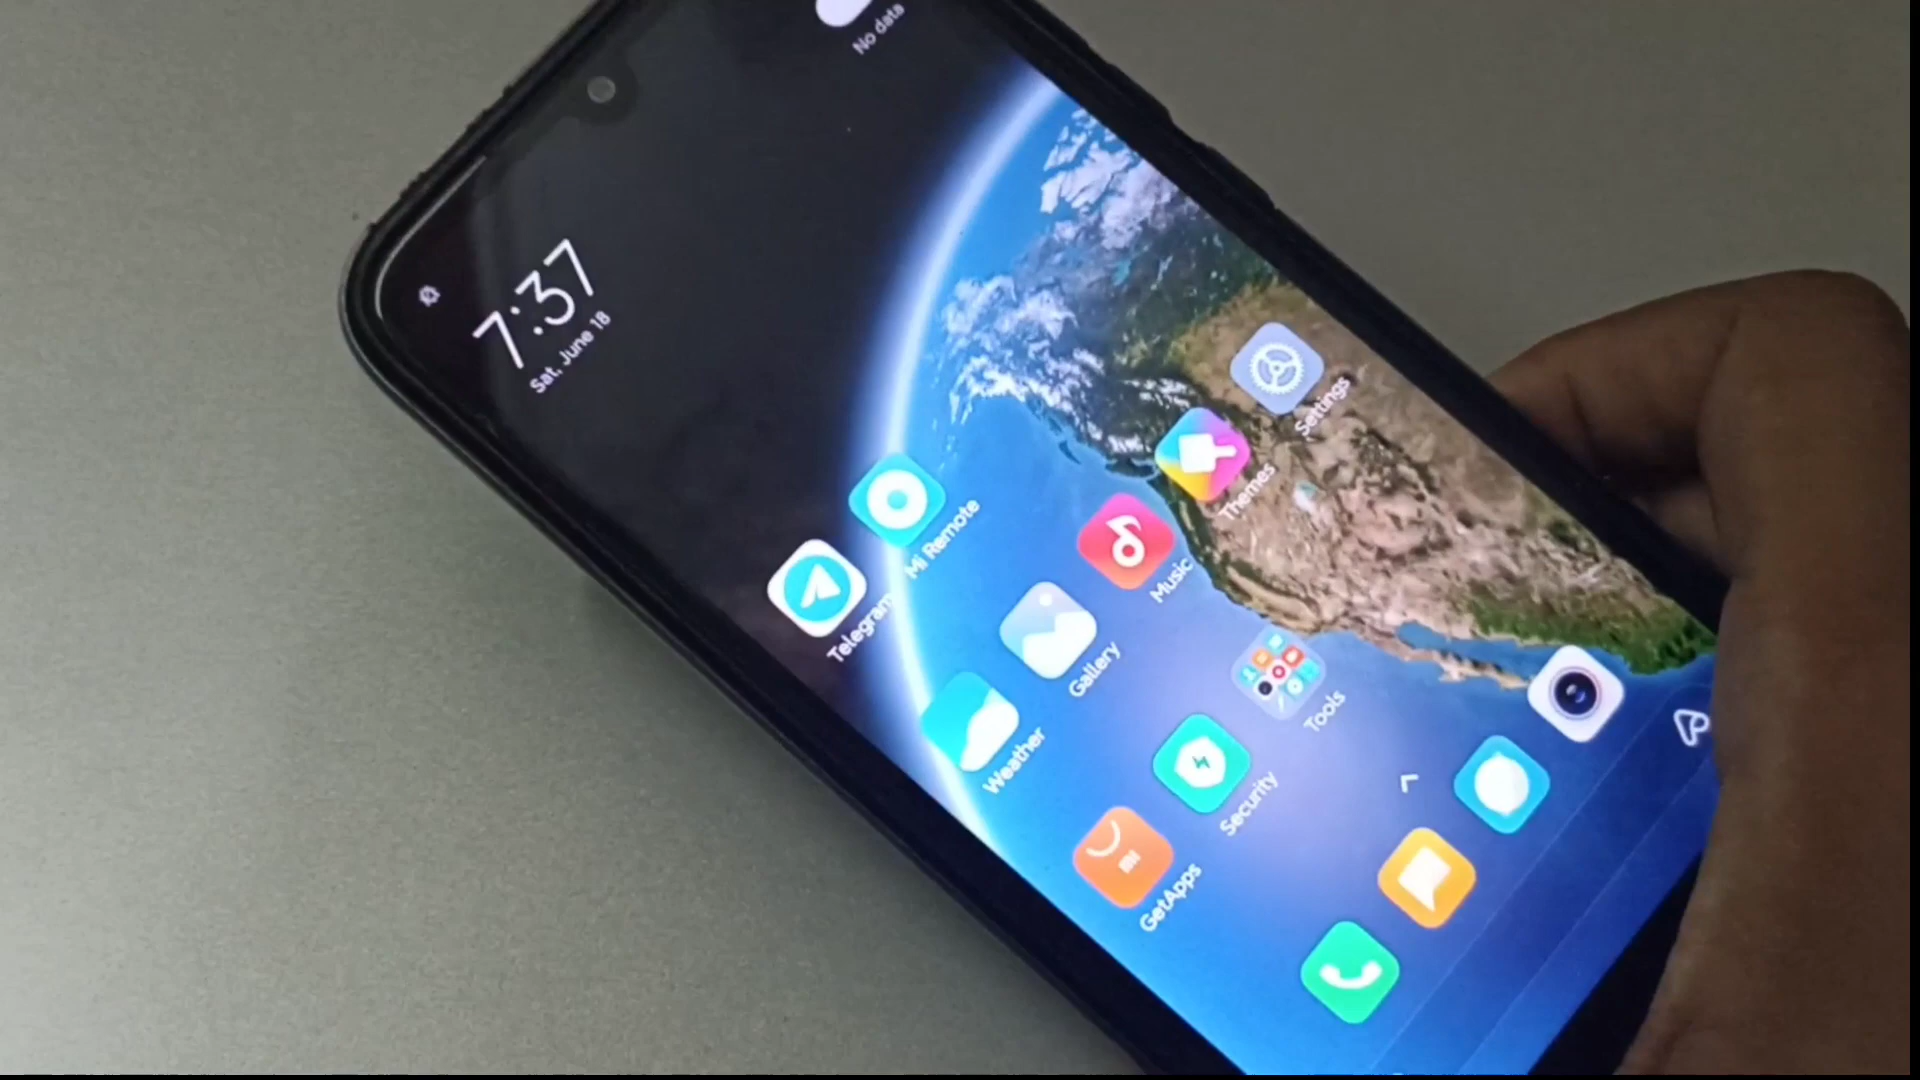 No data
7:37
Sat, June 18
Telegram
Mi Remote
Weather
Gallery
Music
Themes
Settings
GetApps
Security
Tools